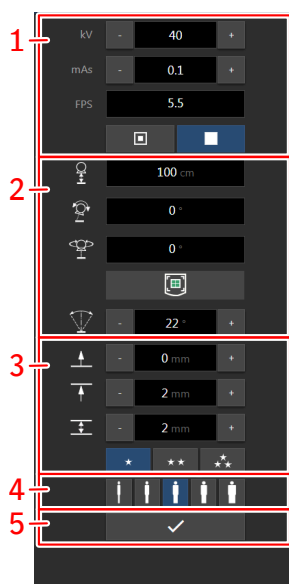 1
kV - 40 +
mAs - 0.1 +
FPS 5.5
2
100 cm
0 °
0 °
- 22 ° +
3
- 0 mm +
- 2 mm +
- 2 mm +
4
5